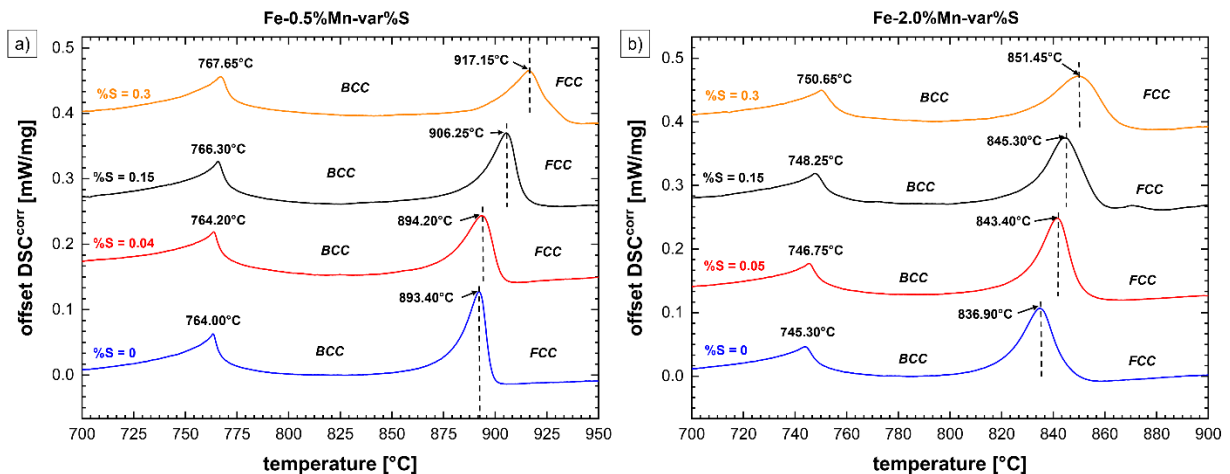 a)
Fe-0.5%Mn-var%S
offset DSC^corr [mW/mg]
0.5
0.4
0.3
0.2
0.1
0.0
767.65°C
917.15°C
%S = 0.3
BCC
FCC
766.30°C
906.25°C
%S = 0.15
BCC
FCC
764.20°C
894.20°C
%S = 0.04
BCC
FCC
764.00°C
893.40°C
%S = 0
BCC
FCC
700 725 750 775 800 825 850 875 900 925 950
temperature [°C]
b)
Fe-2.0%Mn-var%S
offset DSC^corr [mW/mg]
0.5
0.4
0.3
0.2
0.1
0.0
750.65°C
851.45°C
%S = 0.3
BCC
FCC
748.25°C
845.30°C
%S = 0.15
BCC
FCC
746.75°C
843.40°C
%S = 0.05
BCC
FCC
745.30°C
836.90°C
%S = 0
BCC
FCC
700 720 740 760 780 800 820 840 860 880 900
temperature [°C]